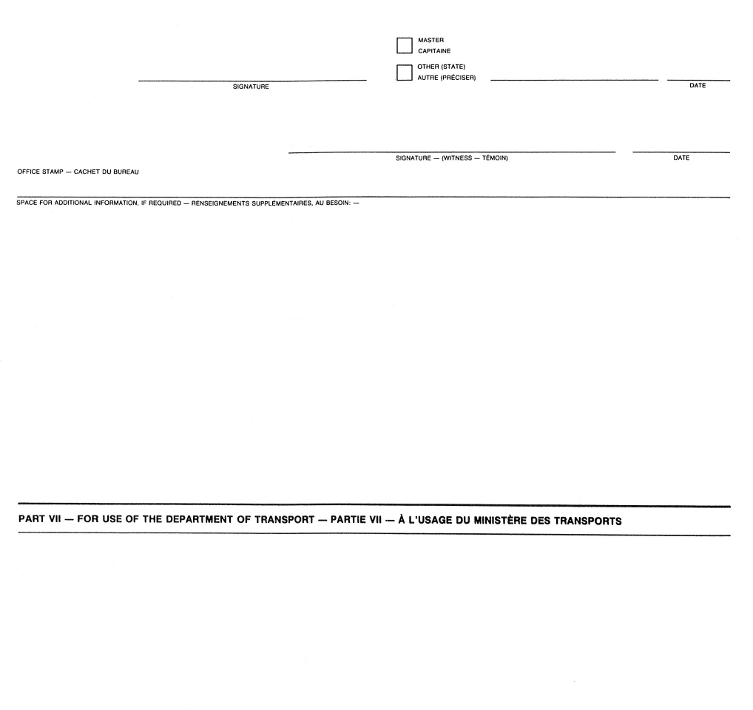 MASTER
CAPITAINE
OTHER (STATE)
AUTRE (PRÉCISER)
SIGNATURE
DATE
SIGNATURE — (WITNESS — TÉMOIN)
DATE
OFFICE STAMP — CACHET DU BUREAU
SPACE FOR ADDITIONAL INFORMATION, IF REQUIRED — RENSEIGNEMENTS SUPPLÉMENTAIRES, AU BESOIN: —
PART VII — FOR USE OF THE DEPARTMENT OF TRANSPORT — PARTIE VII — À L'USAGE DU MINISTÈRE DES TRANSPORTS